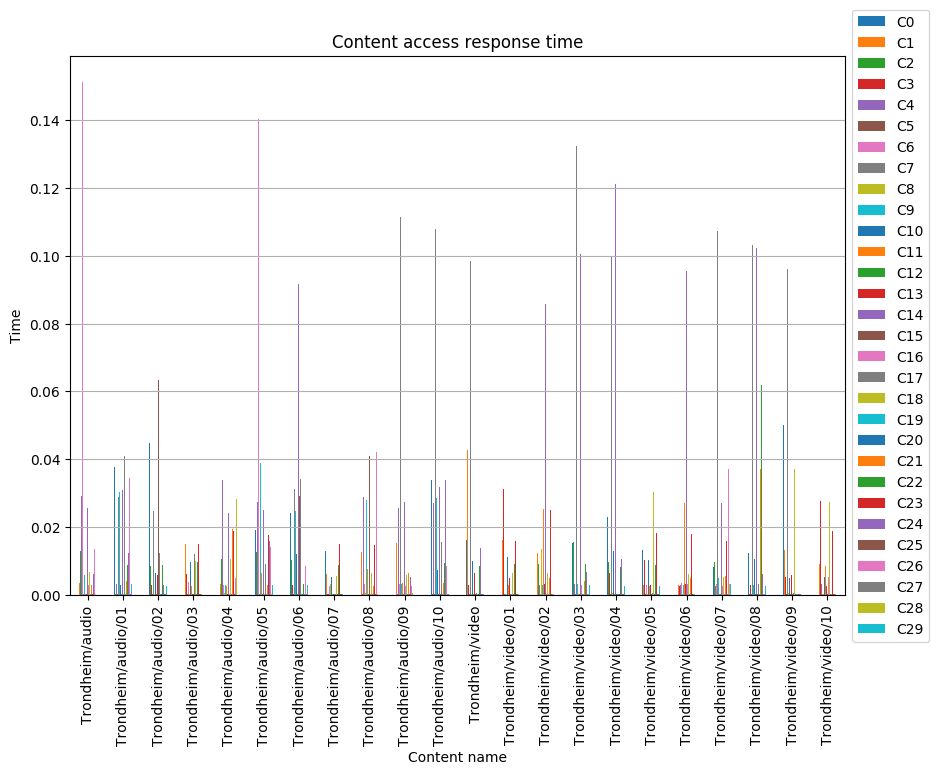 Content access response time
Time
0.14
0.12
0.10
0.08
0.06
0.04
0.02
0.00
Trondheim/audio
Trondheim/audio/01
Trondheim/audio/02
Trondheim/audio/03
Trondheim/audio/04
Trondheim/audio/05
Trondheim/audio/06
Trondheim/audio/07
Trondheim/audio/08
Trondheim/audio/09
Trondheim/audio/10
Trondheim/video
Trondheim/video/01
Trondheim/video/02
Trondheim/video/03
Trondheim/video/04
Trondheim/video/05
Trondheim/video/06
Trondheim/video/07
Trondheim/video/08
Trondheim/video/09
Trondheim/video/10
Content name
C0
C1
C2
C3
C4
C5
C6
C7
C8
C9
C10
C11
C12
C13
C14
C15
C16
C17
C18
C19
C20
C21
C22
C23
C24
C25
C26
C27
C28
C29